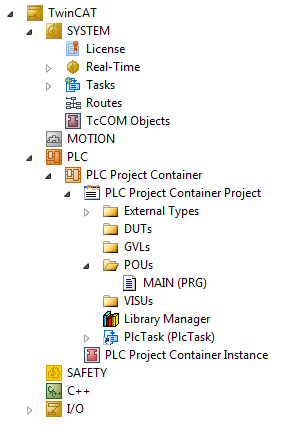 TwinCAT
SYSTEM
License
Real-Time
Tasks
Routes
TcCOM Objects
MOTION
PLC
PLC Project Container
PLC Project Container Project
External Types
DUTs
GVLs
POUs
MAIN (PRG)
VISUs
Library Manager
PlcTask (PlcTask)
PLC Project Container Instance
SAFETY
C++
I/O